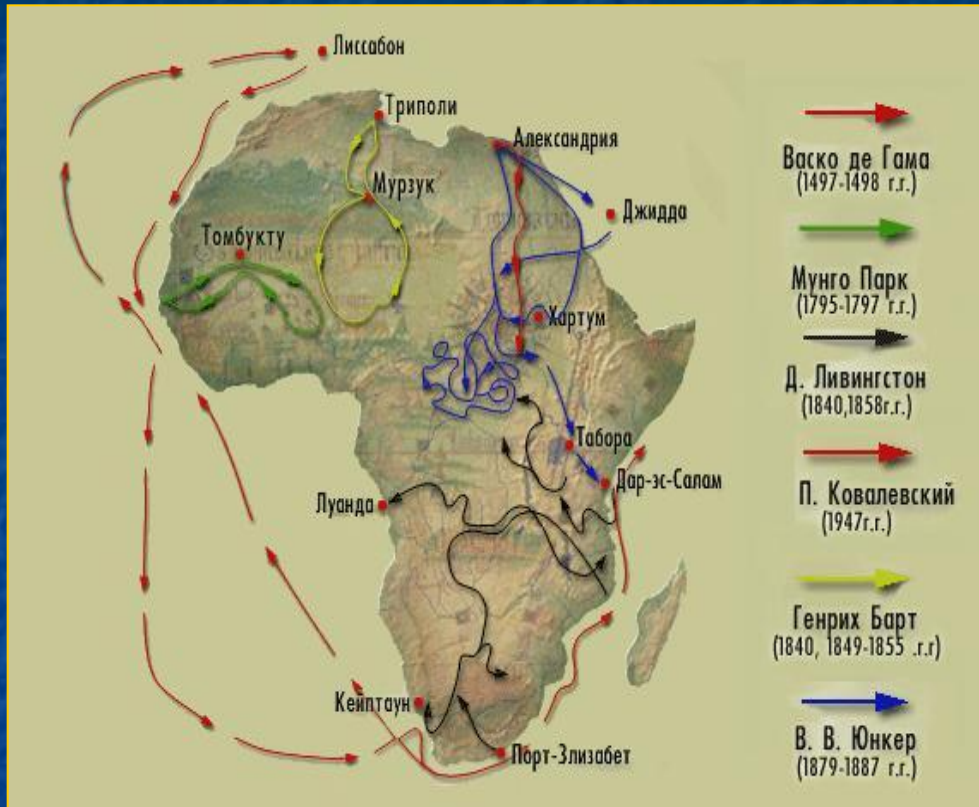 Лиссабон
Триполи
Александрия
Мурзук
Джидда
Томбукту
Хартум
Табора
Дар-эс-Салам
Луанда
Кейптаун
Порт-Элизабет
Васко де Гама
(1497-1498 г.г.)
Мунго Парк
(1795-1797 г.г.)
Д. Ливингстон
(1840,1858г.г.)
П. Ковалевский
(1947г.г.)
Генрих Барт
(1840, 1849-1855 .г.г)
В. В. Юнкер
(1879-1887 г.г.)